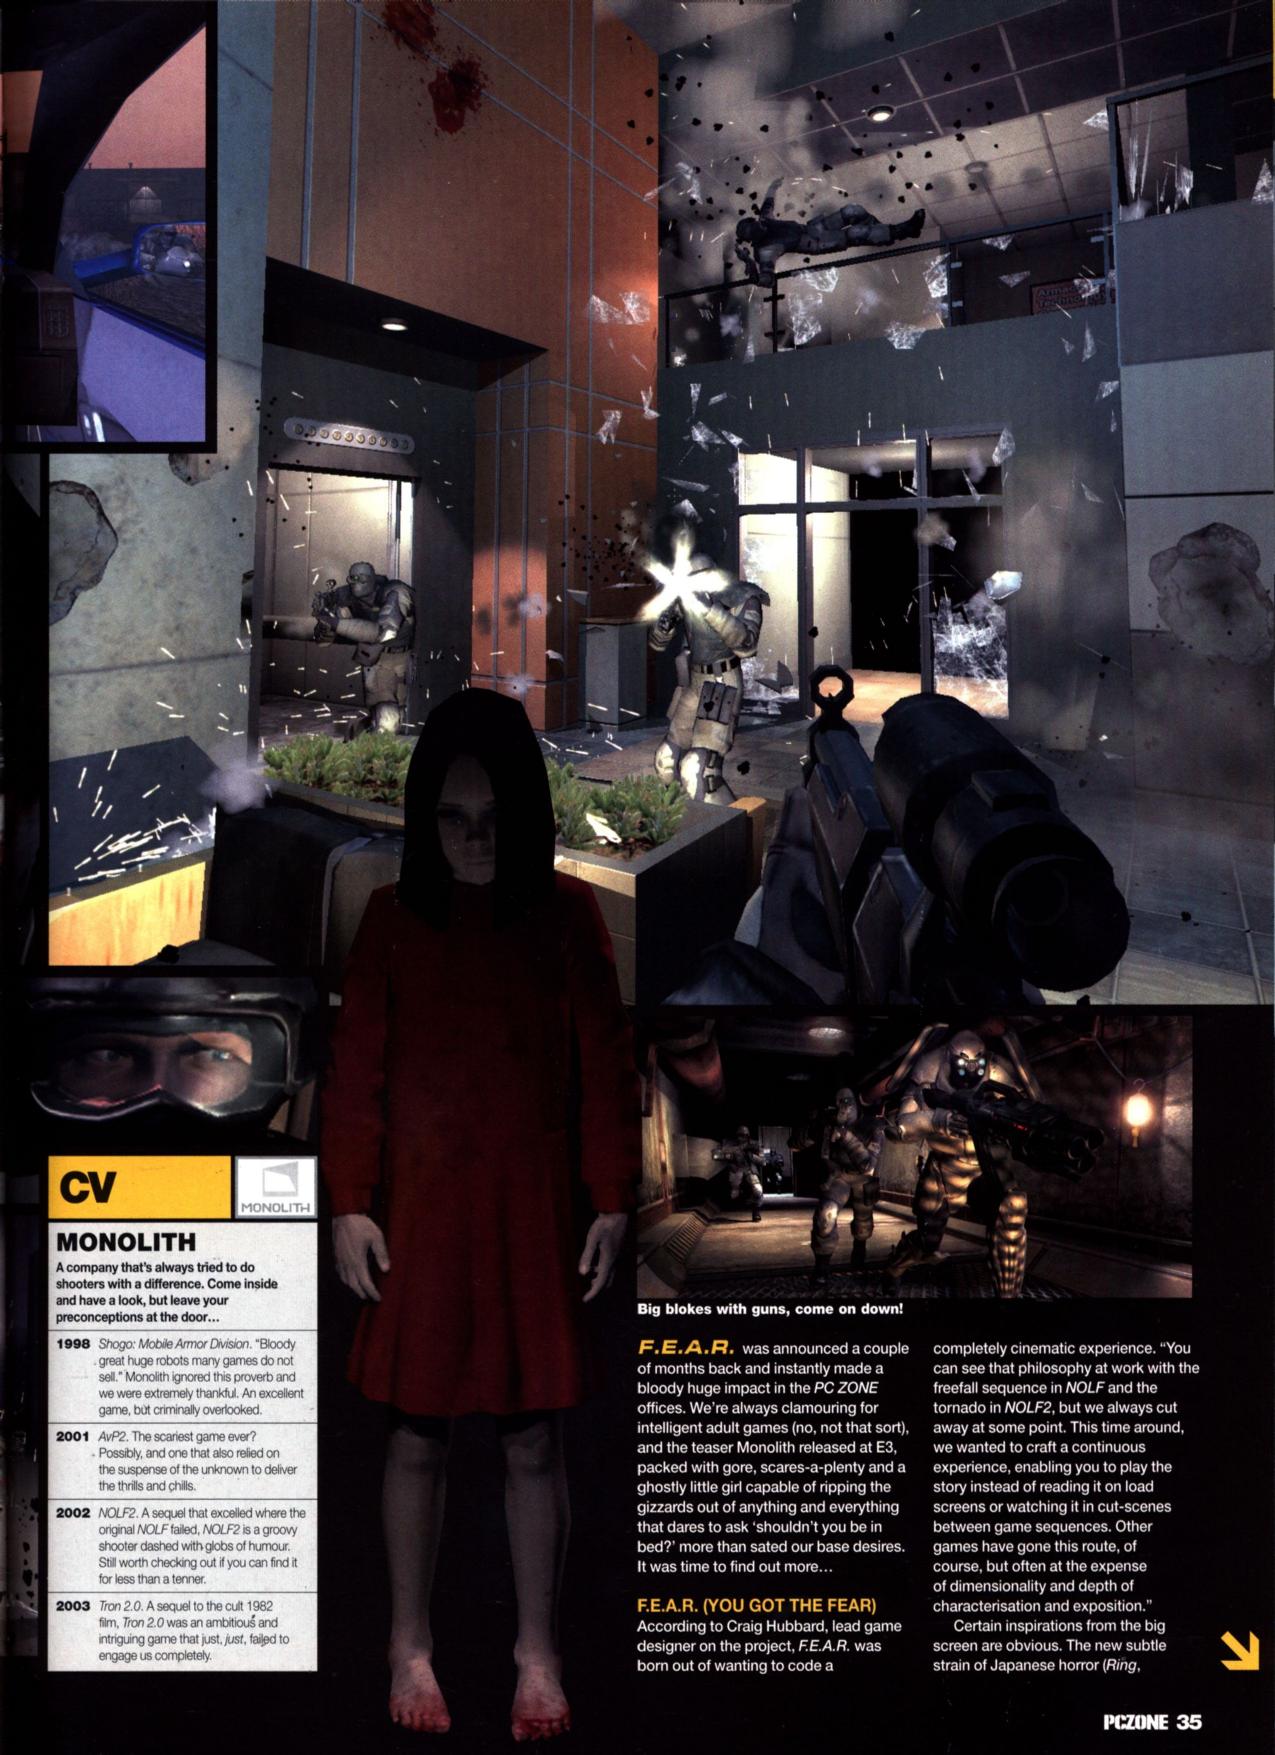 CV
MONOLITH
MONOLITH
A company that's always tried to do
shooters with a difference. Come inside
and have a look, but leave your
preconceptions at the door...
1998 Shogo: Mobile Armor Division. "Bloody
great huge robots many games do not
sell." Monolith ignored this proverb and
we were extremely thankful. An excellent
game, but criminally overlooked.
2001 AvP2. The scariest game ever?
Possibly, and one that also relied on
the suspense of the unknown to deliver
the thrills and chills.
2002 NOLF2. A sequel that excelled where the
original NOLF failed, NOLF2 is a groovy
shooter dashed with globs of humour.
Still worth checking out if you can find it
for less than a tenner.
2003 Tron 2.0. A sequel to the cult 1982
film, Tron 2.0 was an ambitious and
intriguing game that just, just, failed to
engage us completely.
Big blokes with guns, come on down!
F.E.A.R. was announced a couple
of months back and instantly made a
bloody huge impact in the PC ZONE
offices. We're always clamouring for
intelligent adult games (no, not that sort),
and the teaser Monolith released at E3,
packed with gore, scares-a-plenty and a
ghostly little girl capable of ripping the
gizzards out of anything and everything
that dares to ask 'shouldn't you be in
bed?' more than sated our base desires.
It was time to find out more...
F.E.A.R. (YOU GOT THE FEAR)
According to Craig Hubbard, lead game
designer on the project, F.E.A.R. was
born out of wanting to code a
completely cinematic experience. "You
can see that philosophy at work with the
freefall sequence in NOLF and the
tornado in NOLF2, but we always cut
away at some point. This time around,
we wanted to craft a continuous
experience, enabling you to play the
story instead of reading it on load
screens or watching it in cut-scenes
between game sequences. Other
games have gone this route, of
course, but often at the expense
of dimensionality and depth of
characterisation and exposition."
Certain inspirations from the big
screen are obvious. The new subtle
strain of Japanese horror (Ring,
PCZONE 35